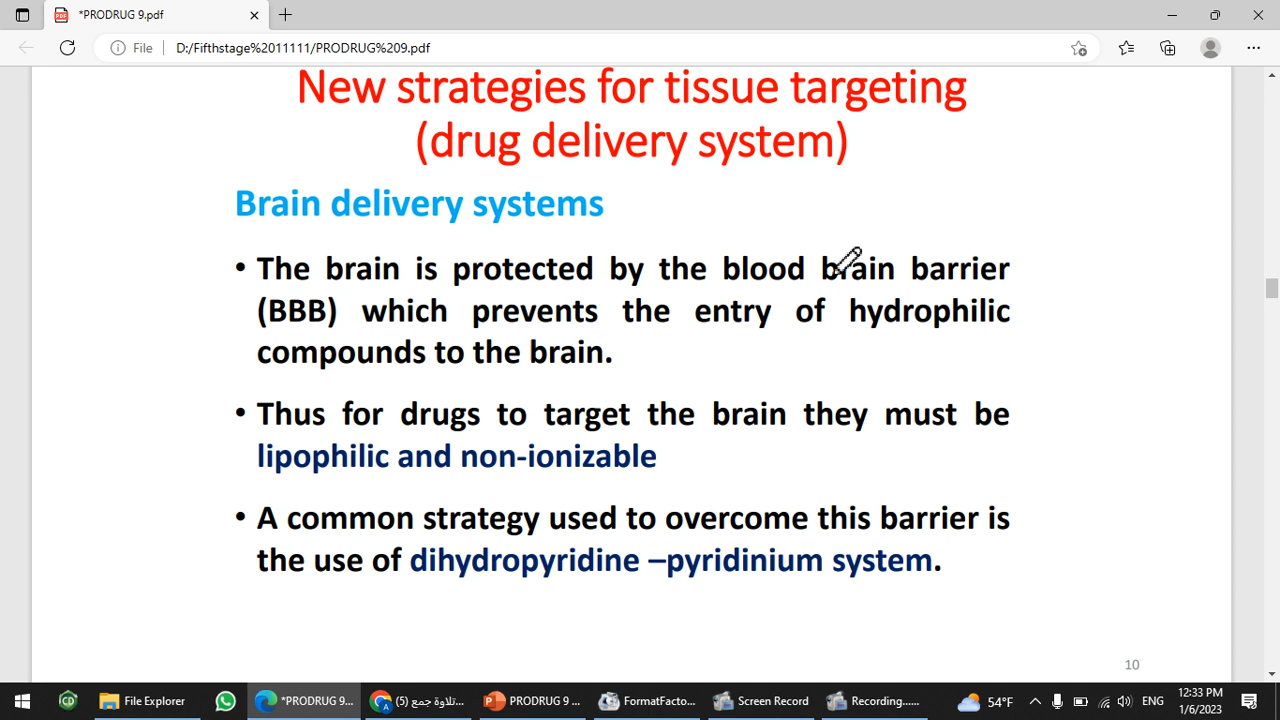 *PRODRUG 9.pdf
File
D:/Fifthstage%2011111/PRODRUG%209.pdf
New strategies for tissue targeting
(drug delivery system)
Brain delivery systems
• The brain is protected by the blood brain barrier
(BBB) which prevents the entry of hydrophilic
compounds to the brain.
• Thus for drugs to target the brain they must be
lipophilic and non-ionizable
• A common strategy used to overcome this barrier is
the use of dihydropyridine –pyridinium system.
10
File Explorer
*PRODRUG 9...
(5) تلاوة جمع...
PRODRUG 9 ...
FormatFacto...
Screen Record
Recording......
54°F
ENG
12:33 PM
1/6/2023